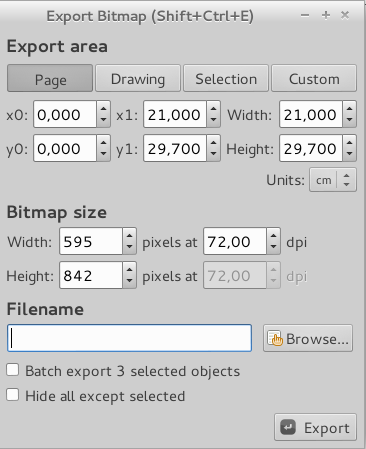 Export Bitmap (Shift+Ctrl+E)
Export area
Page Drawing Selection Custom
x0: 0,000 x1: 21,000 Width: 21,000
y0: 0,000 y1: 29,700 Height: 29,700
Units: cm
Bitmap size
Width: 595 pixels at 72,00 dpi
Height: 842 pixels at 72,00 dpi
Filename
Browse...
Batch export 3 selected objects
Hide all except selected
Export